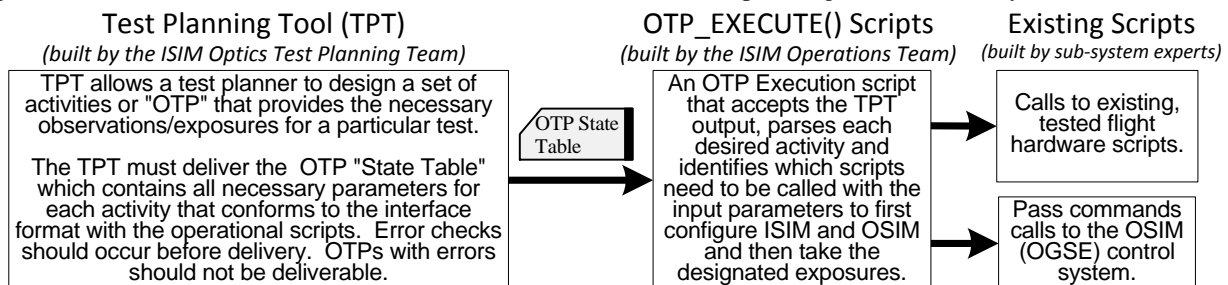 Test Planning Tool (TPT)
(built by the ISIM Optics Test Planning Team)
TPT allows a test planner to design a set of
activities or "OTP" that provides the necessary
observations/exposures for a particular test.
The TPT must deliver the OTP "State Table"
which contains all necessary parameters for
each activity that conforms to the interface
format with the operational scripts. Error checks
should occur before delivery. OTPs with errors
should not be deliverable.
OTP State
Table
OTP_EXECUTE() Scripts
(built by the ISIM Operations Team)
An OTP Execution script
that accepts the TPT
output, parses each
desired activity and
identifies which scripts
need to be called with the
input parameters to first
configure ISIM and OSIM
and then take the
designated exposures.
Existing Scripts
(built by sub-system experts)
Calls to existing,
tested flight
hardware scripts.
Pass commands
calls to the OSIM
(OGSE) control
system.